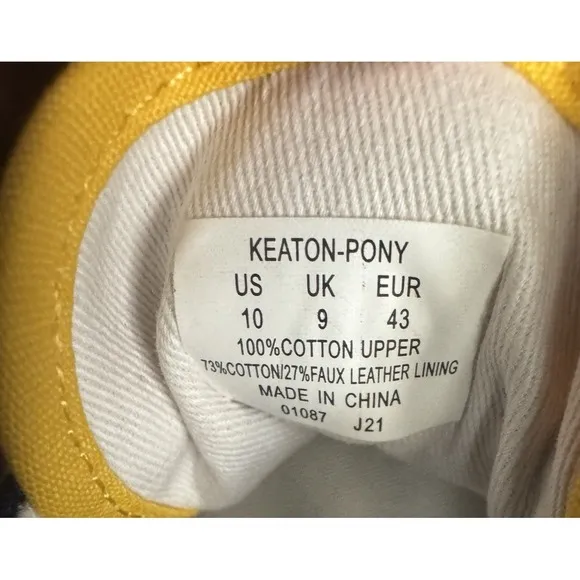 KEATON-PONY
US UK EUR
10 9 43
100%COTTON UPPER
73%COTTON/27%FAUX LEATHER LINING
MADE IN CHINA
01087 J21